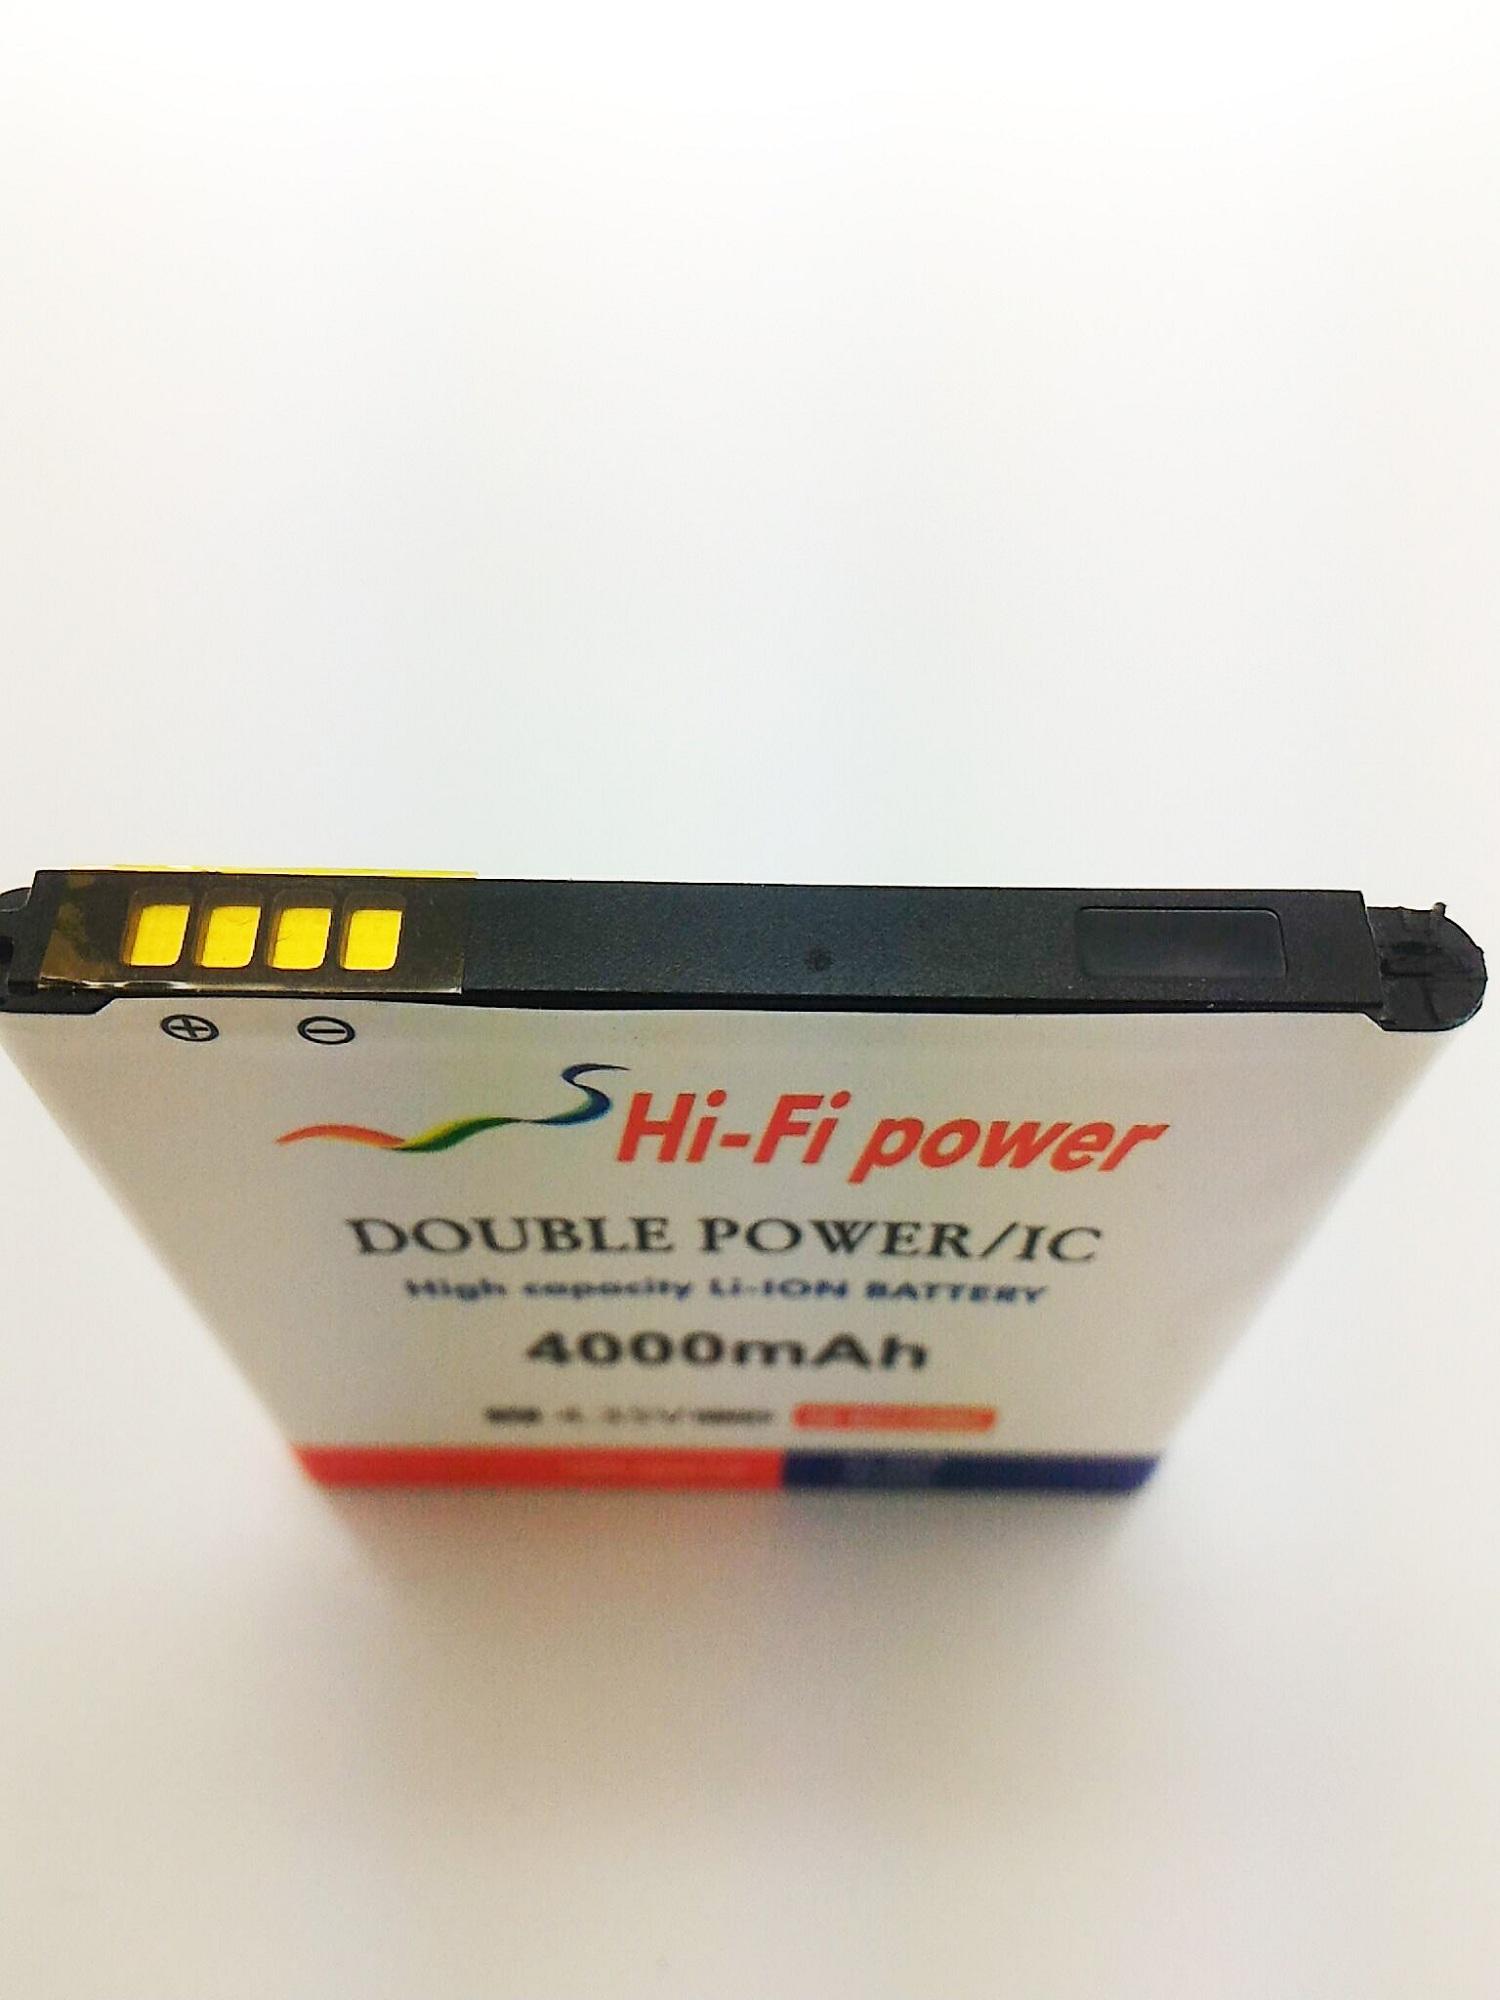 ⊕ ⊖
S Hi-Fi power
DOUBLE POWER/IC
High capacity Li-ION BATTERY
4000mAh